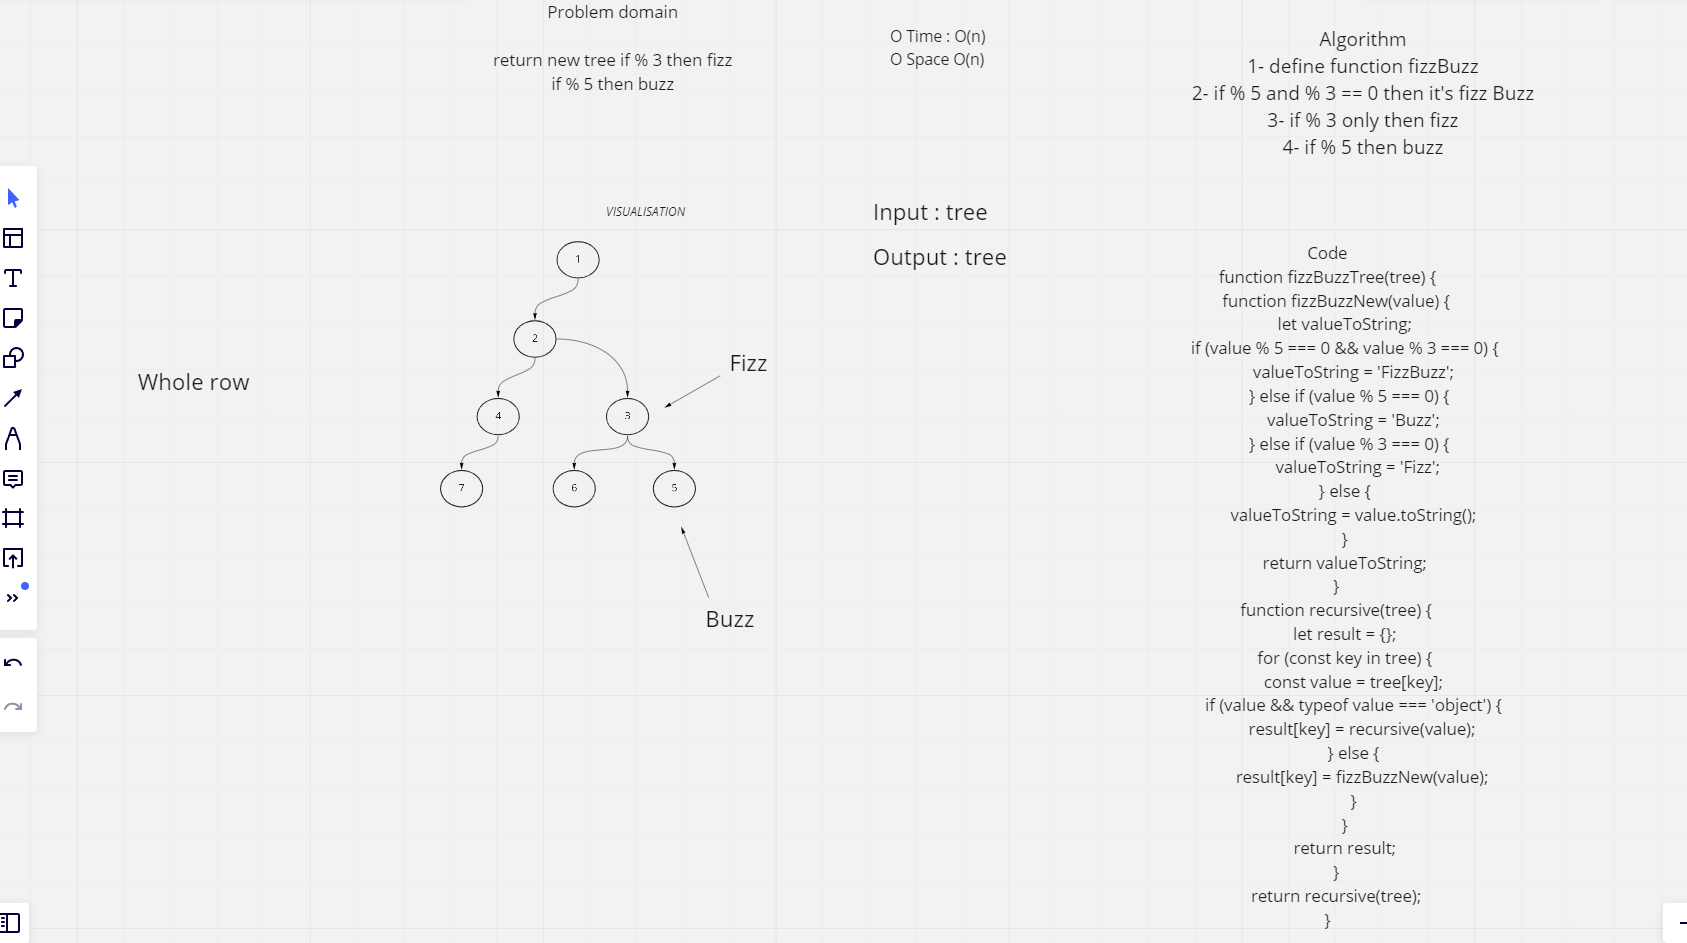 Problem domain
return new tree if % 3 then fizz
if % 5 then buzz
O Time : O(n)
O Space O(n)
Algorithm
1- define function fizzBuzz
2- if % 5 and % 3 == 0 then it's fizz Buzz
3- if % 3 only then fizz
4- if % 5 then buzz
VISUALISATION
1
2
4
3
7
6
5
Fizz
Buzz
Whole row
Input : tree
Output : tree
Code
function fizzBuzzTree(tree) {
function fizzBuzzNew(value) {
let valueToString;
if (value % 5 === 0 && value % 3 === 0) {
valueToString = 'FizzBuzz';
} else if (value % 5 === 0) {
valueToString = 'Buzz';
} else if (value % 3 === 0) {
valueToString = 'Fizz';
} else {
valueToString = value.toString();
}
return valueToString;
}
function recursive(tree) {
let result = {};
for (const key in tree) {
const value = tree[key];
if (value && typeof value === 'object') {
result[key] = recursive(value);
} else {
result[key] = fizzBuzzNew(value);
}
}
return result;
}
return recursive(tree);
}